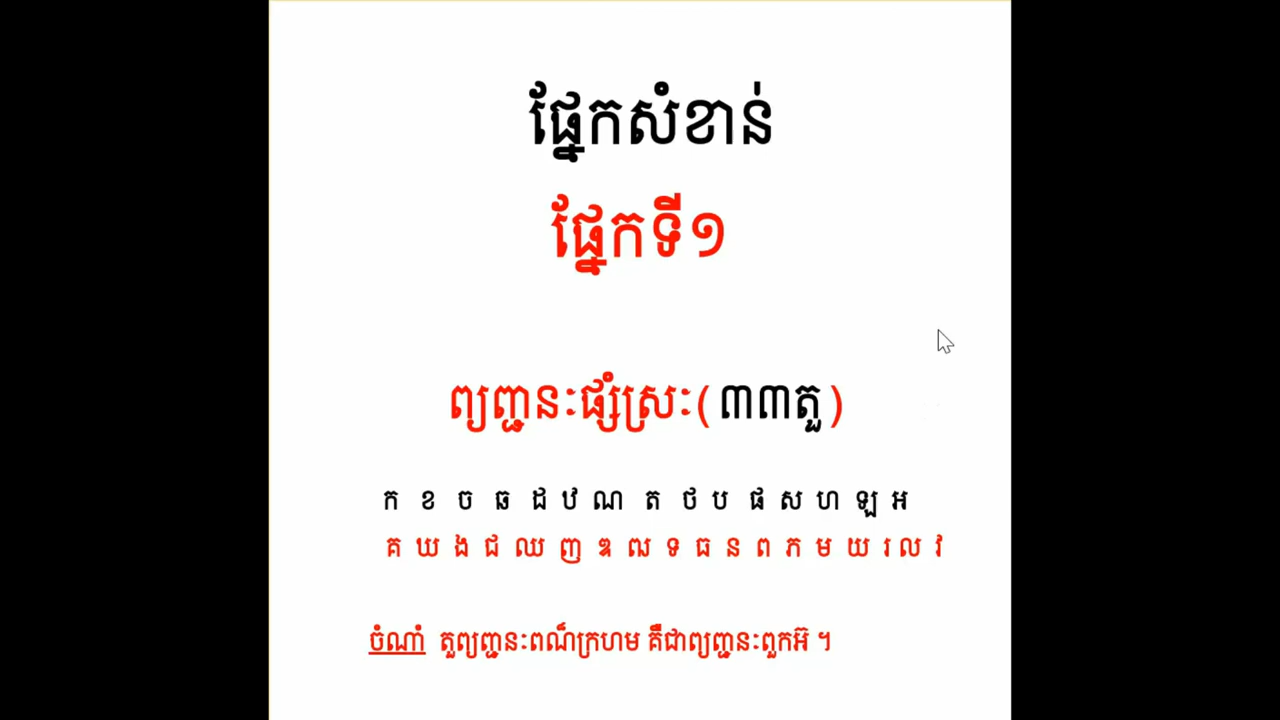 ផ្នែកសំខាន់
ផ្នែកទី១
ព្យញ្ជនៈផ្សំស្រៈ(៣៣តួ)
ក ខ ច ឆ ដ ឋ ណ ត ថ ប ផ ស ហ ឡ អ
គ ឃ ង ជ ឈ ញ ឌ ឍ ទ ធ ន ព ភ ម យ រ ល វ
ចំណាំ តួព្យញ្ជនៈពណ៌ក្រហម គឺជាព្យញ្ជនៈពួកអ៊ ។